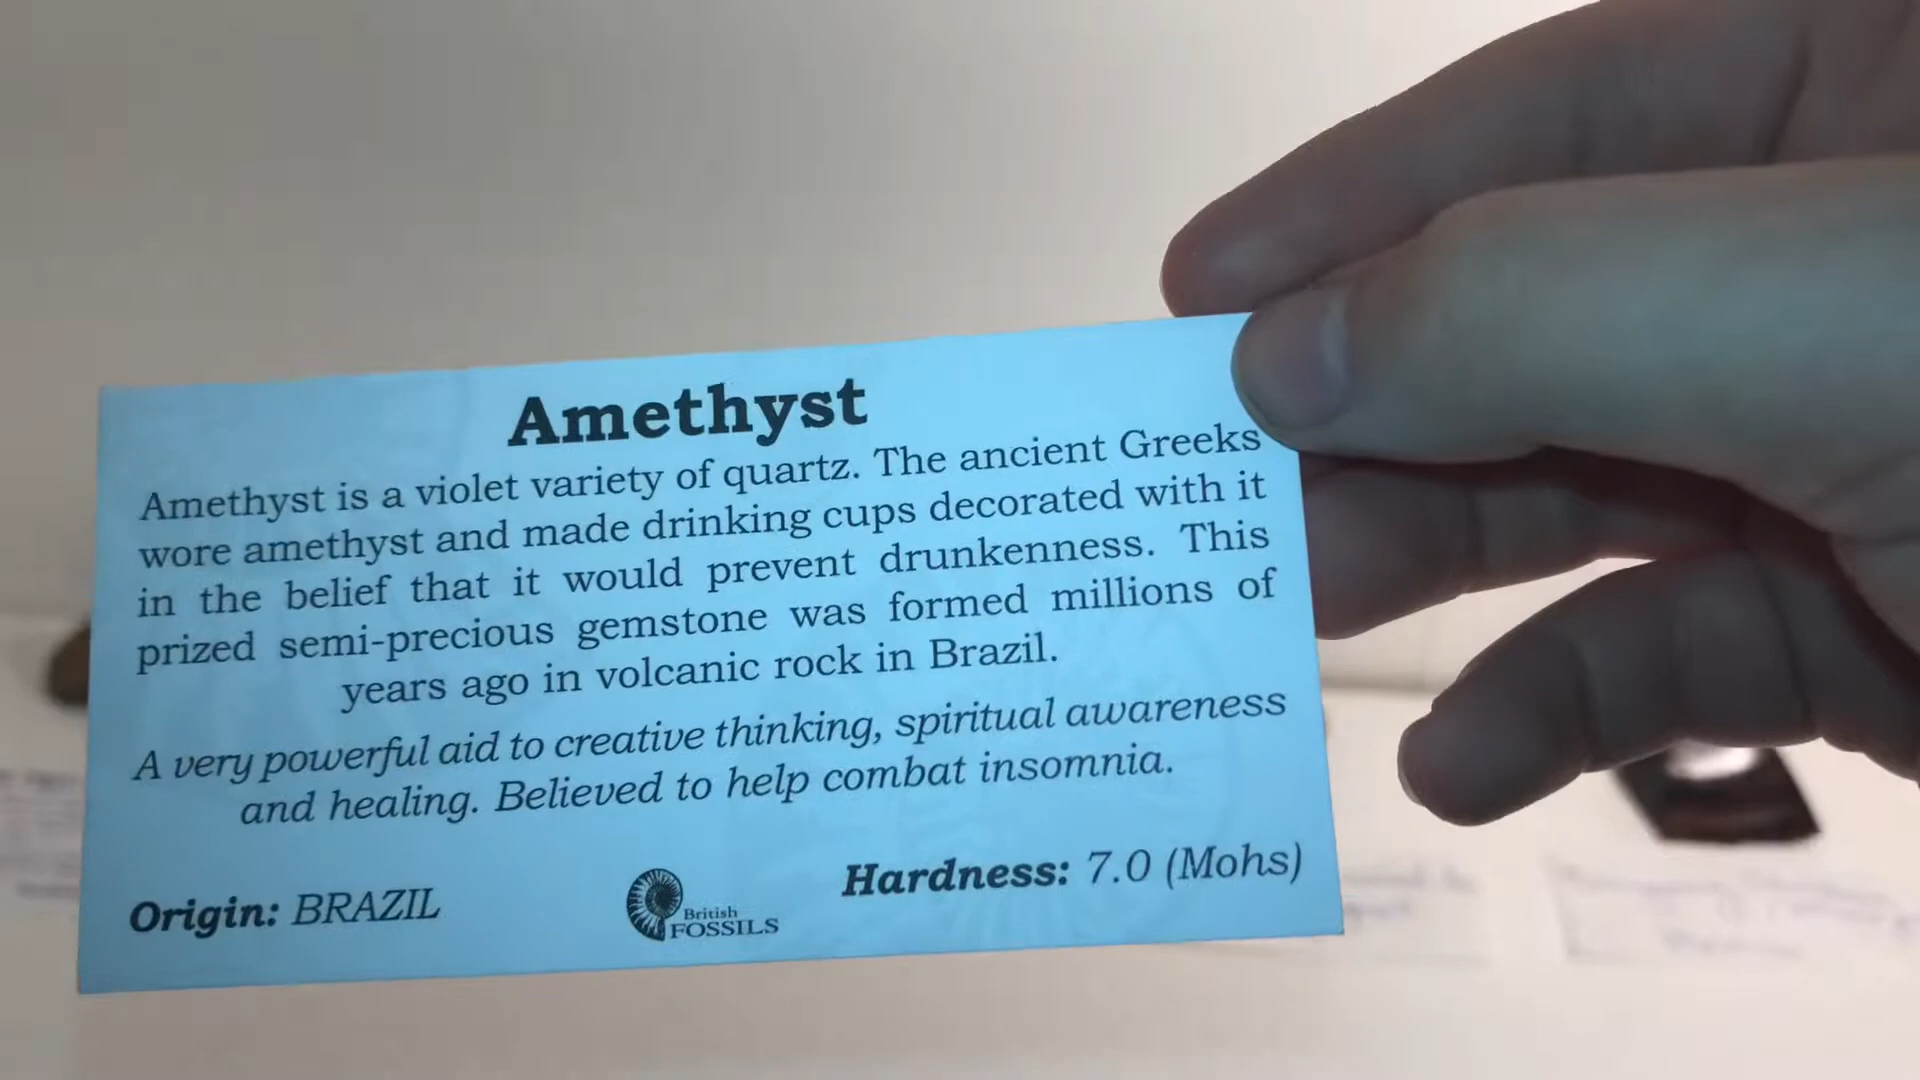 Amethyst
Amethyst is a violet variety of quartz. The ancient Greeks
wore amethyst and made drinking cups decorated with it
in the belief that it would prevent drunkenness. This
prized semi-precious gemstone was formed millions of
years ago in volcanic rock in Brazil.
A very powerful aid to creative thinking, spiritual awareness
and healing. Believed to help combat insomnia.
Origin: BRAZIL
British
FOSSILS
Hardness: 7.0 (Mohs)